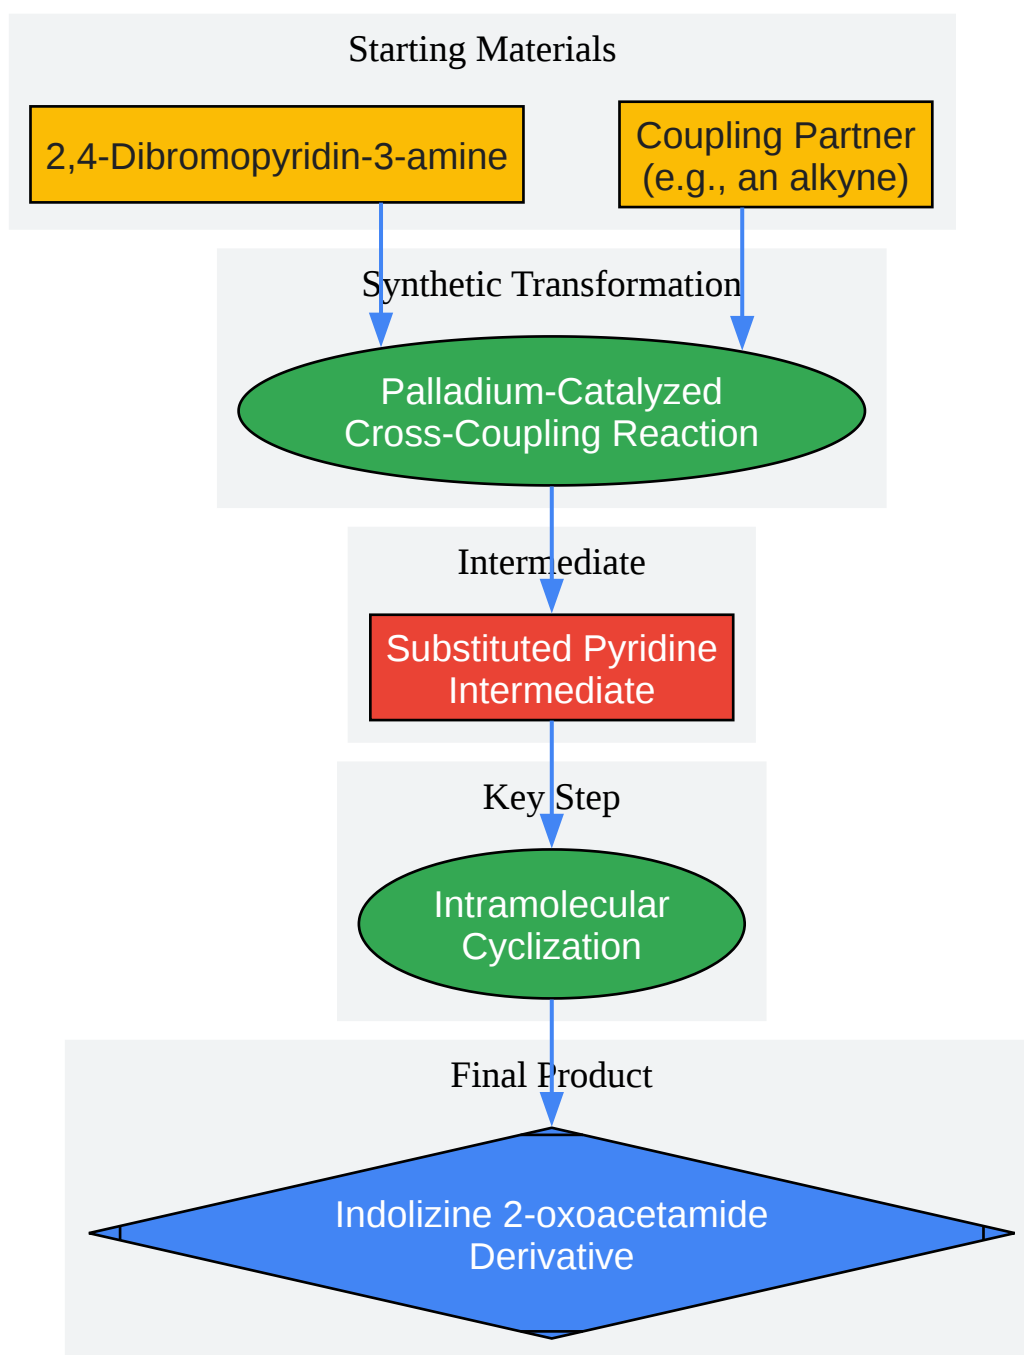 Starting Materials
2,4-Dibromopyridin-3-amine
Coupling Partner
(e.g., an alkyne)
Synthetic Transformation
Palladium-Catalyzed
Cross-Coupling Reaction
Intermediate
Substituted Pyridine
Intermediate
Key Step
Intramolecular
Cyclization
Final Product
Indolizine 2-oxoacetamide
Derivative